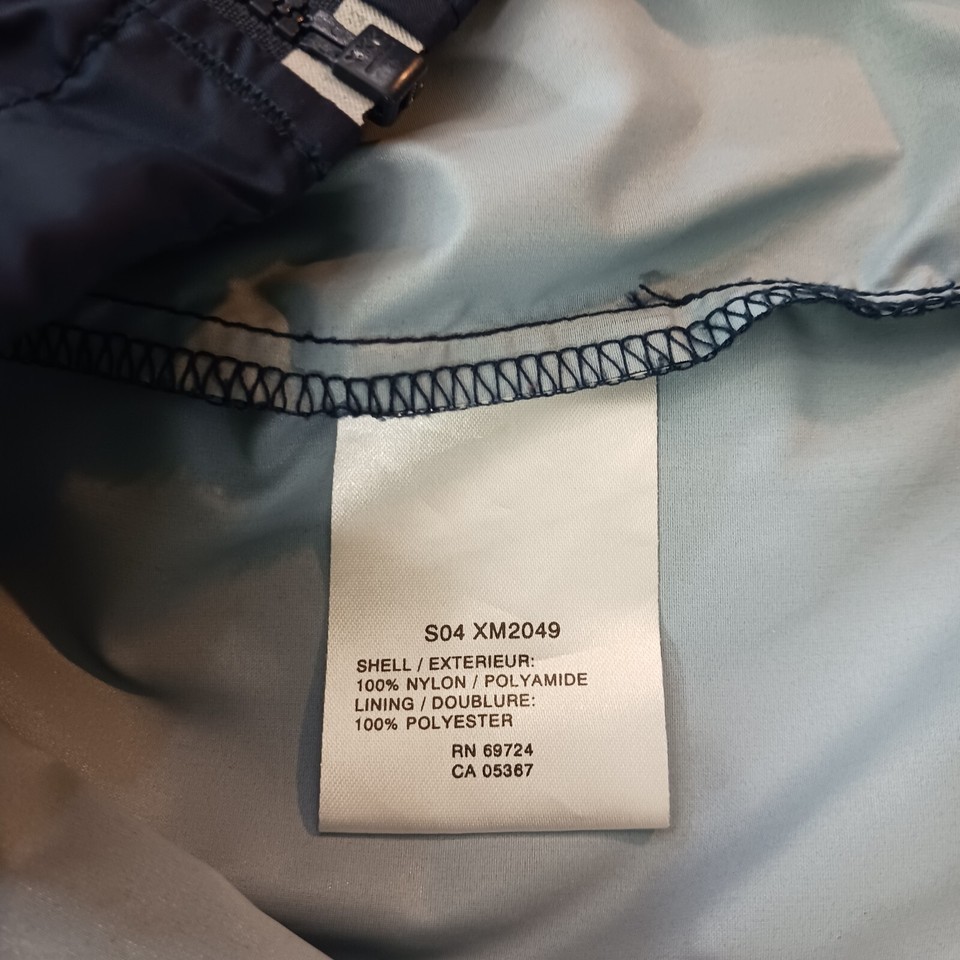 S04 XM2049
SHELL / EXTERIEUR:
100% NYLON / POLYAMIDE
LINING / DOUBLURE:
100% POLYESTER
RN 69724
CA 05367